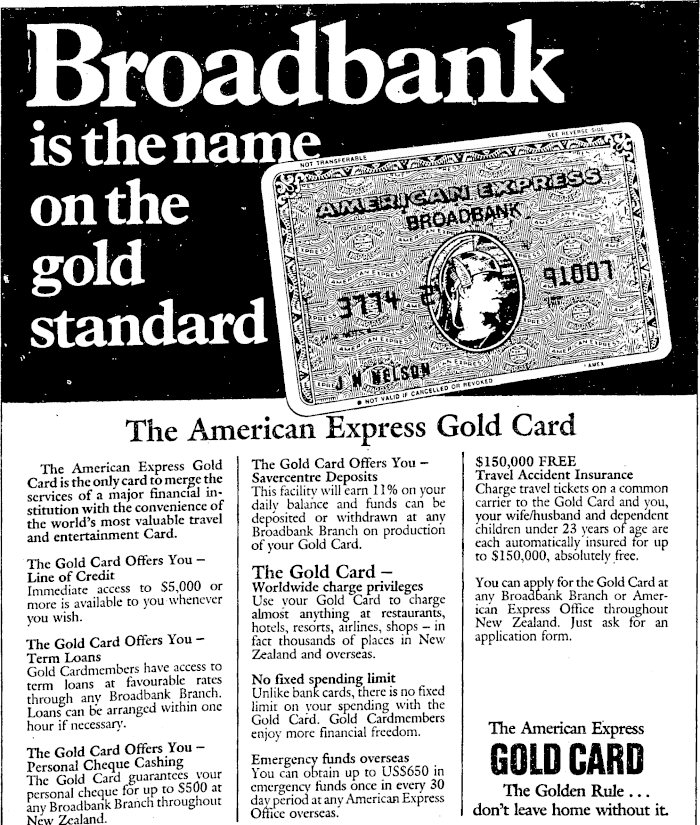 Broadbank
is the name
on the
gold
standard
NOT TRANSFERABLE
SEE REVERSE SIDE
AMERICAN EXPRESS
BROADBANK
3774
91007
J M NELSON
AMEX
NOT VALID IF CANCELLED OR REVOKED
The American Express Gold Card
The American Express Gold
Card is the only card to merge the
services of a major financial in-
stitution with the convenience of
the world's most valuable travel
and entertainment Card.
The Gold Card Offers You –
Line of Credit
Immediate access to $5,000 or
more is available to you whenever
you wish.
The Gold Card Offers You –
Term Loans
Gold Cardmembers have access to
term loans at favourable rates
through any Broadbank Branch.
Loans can be arranged within one
hour if necessary.
The Gold Card Offers You –
Personal Cheque Cashing
The Gold Card guarantees your
personal cheque for up to $500 at
any Broadbank Branch throughout
New Zealand.
The Gold Card Offers You –
Savercentre Deposits
This facility will earn 11% on your
daily balance and funds can be
deposited or withdrawn at any
Broadbank Branch on production
of your Gold Card.
The Gold Card –
Worldwide charge privileges
Use your Gold Card to charge
almost anything at restaurants,
hotels, resorts, airlines, shops – in
fact thousands of places in New
Zealand and overseas.
No fixed spending limit
Unlike bank cards, there is no fixed
limit on your spending with the
Gold Card. Gold Cardmembers
enjoy more financial freedom.
Emergency funds overseas
You can obtain up to US$650 in
emergency funds once in every 30
day period at any American Express
Office overseas.
$150,000 FREE
Travel Accident Insurance
Charge travel tickets on a common
carrier to the Gold Card and you,
your wife/husband and dependent
children under 23 years of age are
each automatically insured for up
to $150,000, absolutely free.
You can apply for the Gold Card at
any Broadbank Branch or Amer-
ican Express Office throughout
New Zealand. Just ask for an
application form.
The American Express
GOLD CARD
The Golden Rule . . .
don't leave home without it.